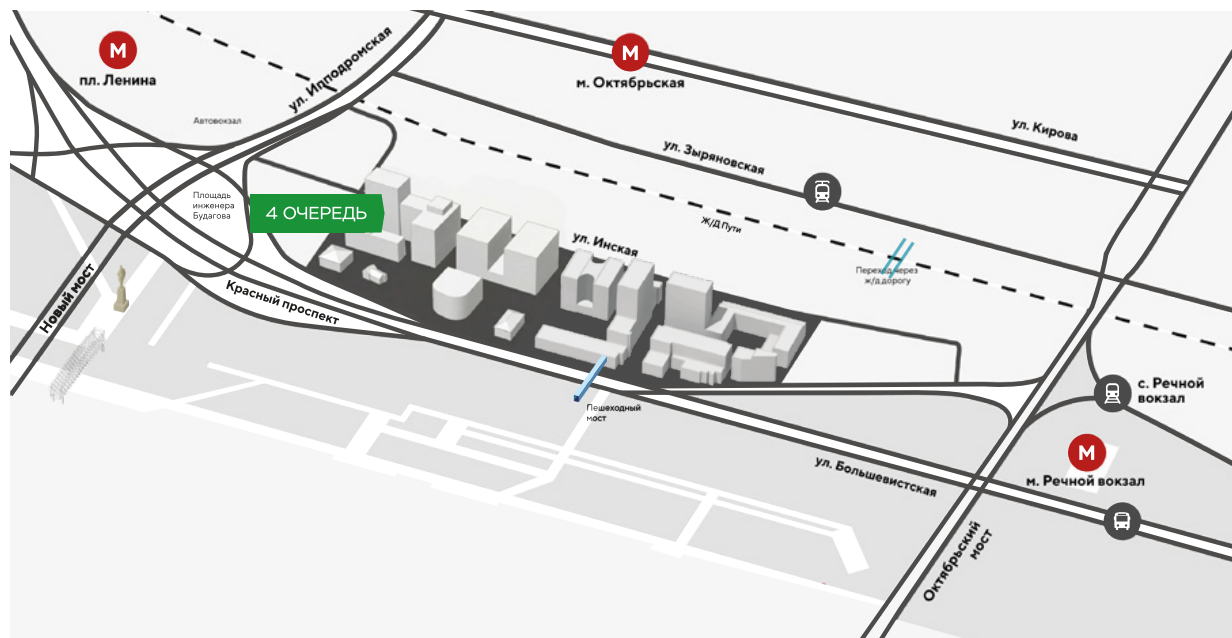 М
пл. Ленина
ул. Ипподромская
М
м. Октябрьская
ул. Кирова
Автовокзал
ул. Зыряновская
Площадь
инженера
Будагова
4 ОЧЕРЕДЬ
Ж/Д Пути
ул. Инская
Переход через
ж/д дорогу
Новый мост
Красный проспект
с. Речной
вокзал
Пешеходный
мост
М
м. Речной вокзал
ул. Большевистская
Октябрьский
мост